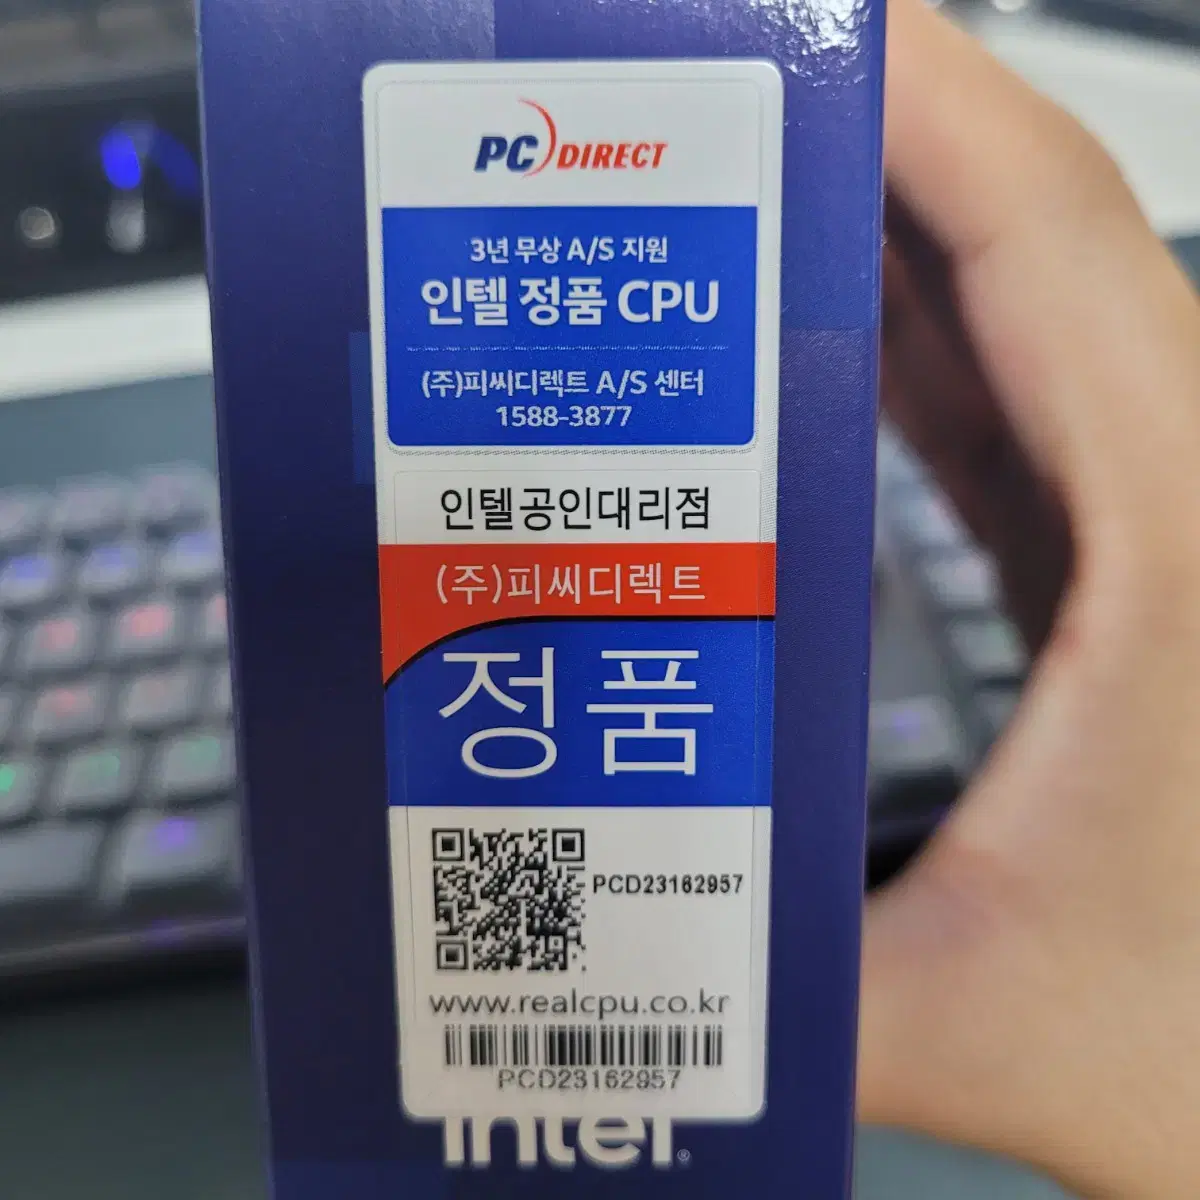 PC DIRECT
3년 무상 A/S 지원
인텔 정품 CPU
(주)피씨디렉트 A/S 센터
1588-3877
인텔공인대리점
(주)피씨디렉트
정품
PCD23162957
www.realcpu.co.kr
PCD23162957
intel